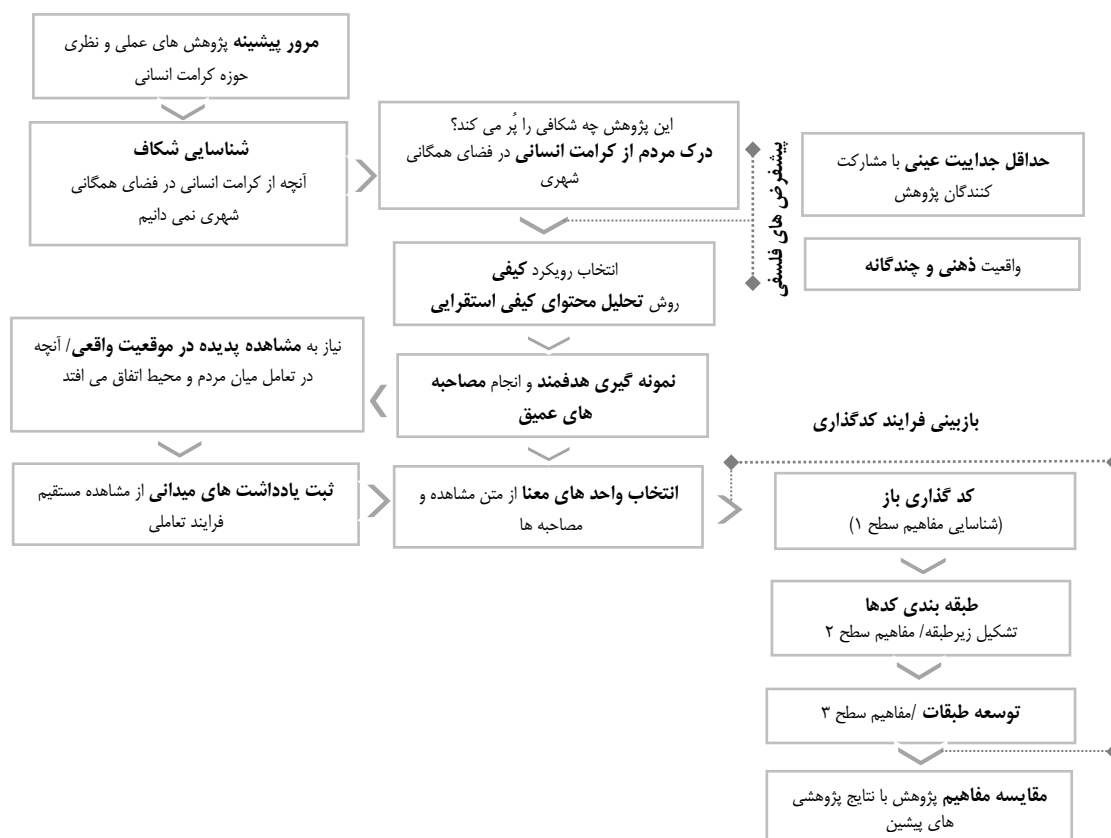 مرور پیشینه پژوهش های عملی و نظری
حوزه کرامت انسانی
شناسایی شکاف
آنچه از کرامت انسانی در فضای همگانی
شهری نمی دانیم
این پژوهش چه شکافی را پُر می کند؟
درک مردم از کرامت انسانی در فضای همگانی
شهری
پیشفرض های فلسفی
حداقل جدابیت عینی با مشارکت
کنندگان پژوهش
واقعیت ذهنی و چندگانه
انتخاب رویکرد کیفی
روش تحلیل محتوای کیفی استقرایی
نمونه گیری هدفمند و انجام مصاحبه
های عمیق
نیاز به مشاهده پدیده در موقعیت واقعی/ آنچه
در تعامل میان مردم و محیط اتفاق می افتد
ثبت یادداشت های میدانی از مشاهده مستقیم
فرایند تعاملی
انتخاب واحد های معنا از متن مشاهده و
مصاحبه ها
بازبینی فرایند کدگذاری
کد گذاری باز
(شناسایی مفاهیم سطح ۱)
طبقه بندی کدها
تشکیل زیرطبقه/ مفاهیم سطح ۲
توسعه طبقات /مفاهیم سطح ۳
مقایسه مفاهیم پژوهش با نتایج پژوهشی
های پیشین